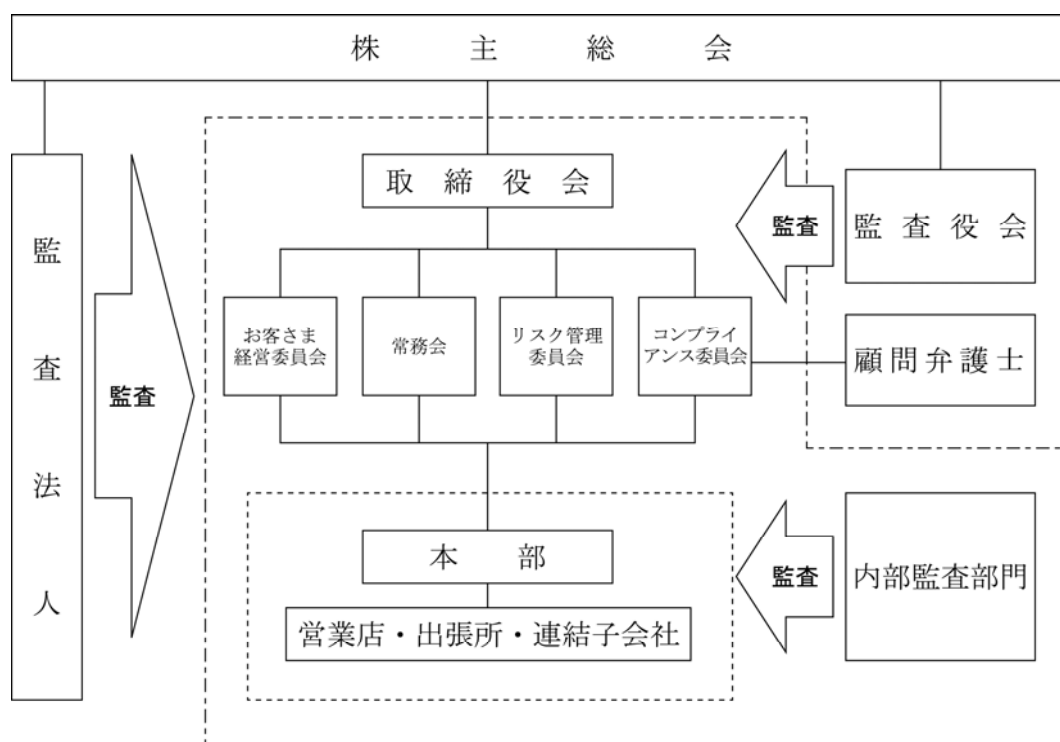 株主総会
取締役会
監査役会
監査
監査法人
監査
お客さま
経営委員会
常務会
リスク管理
委員会
コンプライ
アンス委員会
顧問弁護士
本部
営業店・出張所・連結子会社
監査
内部監査部門